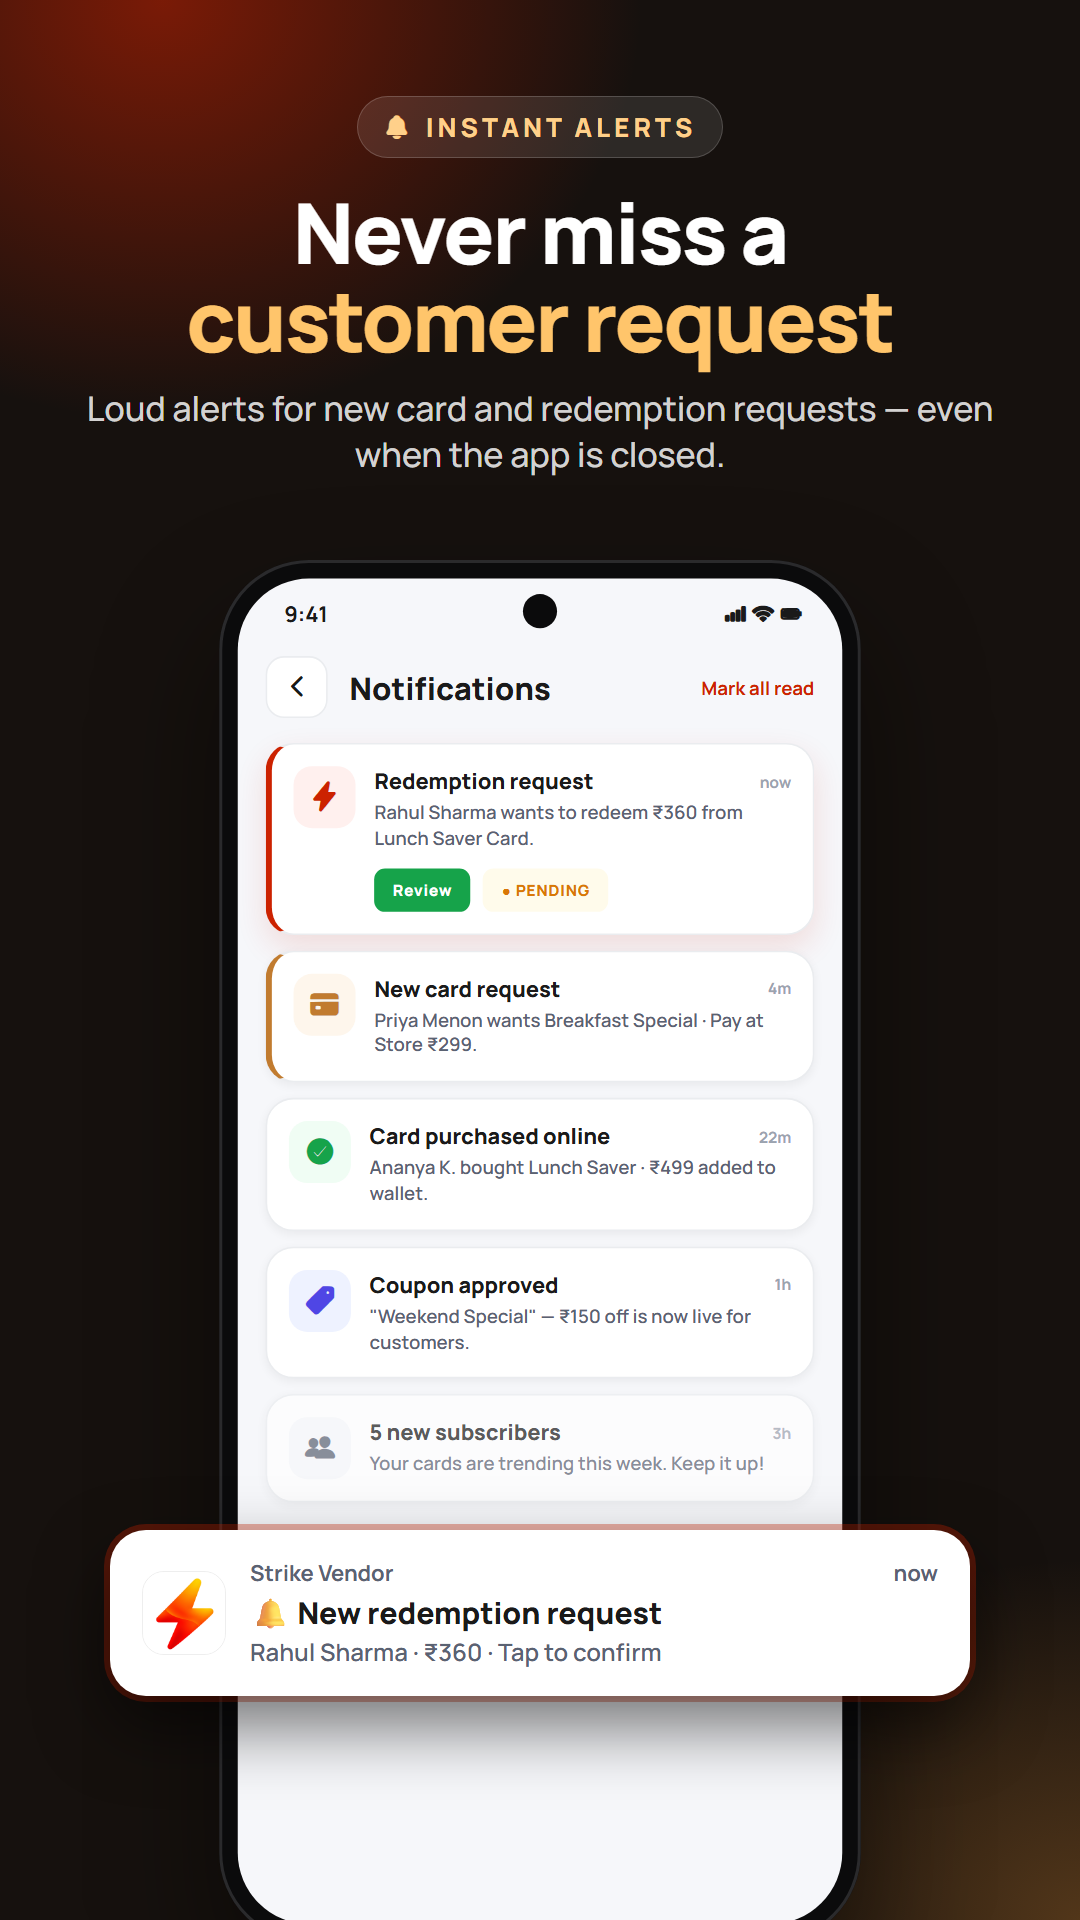 INSTANT ALERTS
Never miss a
customer request
Loud alerts for new card and redemption requests — even
when the app is closed.
9:41
Notifications
Mark all read
Redemption request
now
Rahul Sharma wants to redeem ₹360 from
Lunch Saver Card.
Review
● PENDING
New card request
4m
Priya Menon wants Breakfast Special · Pay at
Store ₹299.
Card purchased online
22m
Ananya K. bought Lunch Saver · ₹499 added to
wallet.
Coupon approved
1h
"Weekend Special" — ₹150 off is now live for
customers.
5 new subscribers
3h
Your cards are trending this week. Keep it up!
Strike Vendor
now
🔔 New redemption request
Rahul Sharma · ₹360 · Tap to confirm